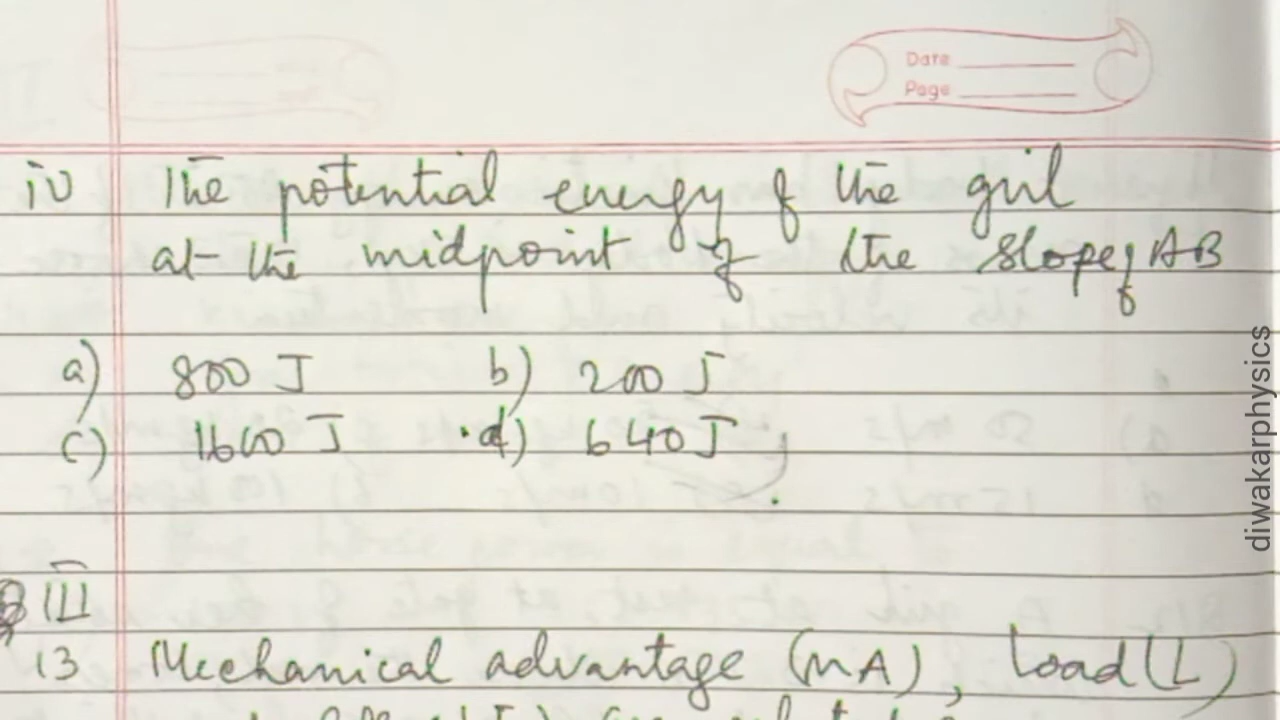 Date
Page
iv The potential energy of the girl
at the midpoint of the slope of AB
a) 800 J b) 200 J
c) 1600 J d) 640 J
III
13 Mechanical advantage (MA), Load (L)
diwakarphysics